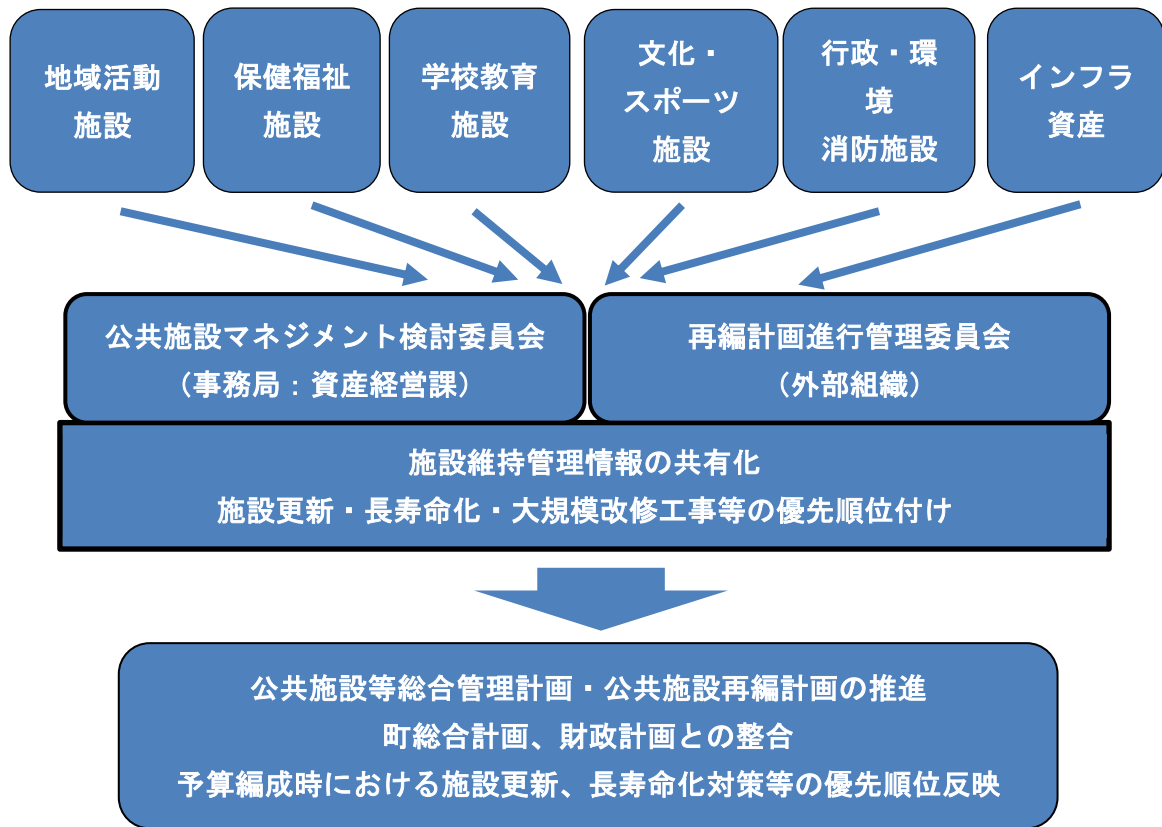 地域活動
施設
保健福祉
施設
学校教育
施設
文化・
スポーツ
施設
行政・環
境
消防施設
インフラ
資産
公共施設マネジメント検討委員会
（事務局：資産経営課）
再編計画進行管理委員会
（外部組織）
施設維持管理情報の共有化
施設更新・長寿命化・大規模改修工事等の優先順位付け
公共施設等総合管理計画・公共施設再編計画の推進
町総合計画、財政計画との整合
予算編成時における施設更新、長寿命化対策等の優先順位反映